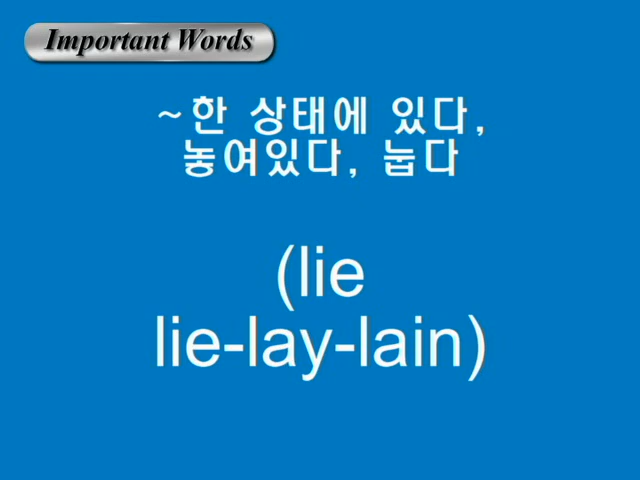 Important Words
~한 상태에 있다,
놓여있다, 눕다
(lie
lie-lay-lain)